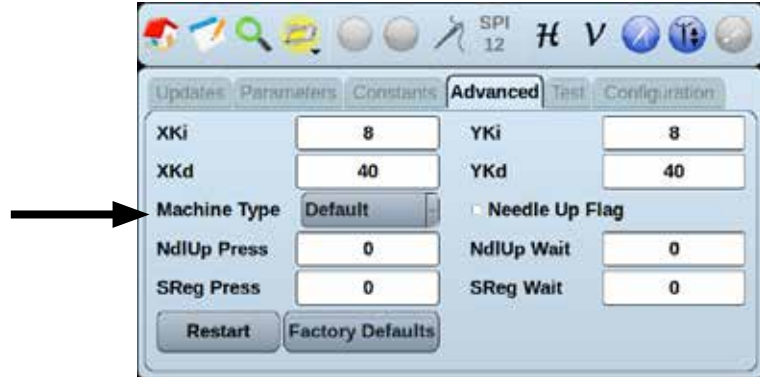 SPI
12
H V
Updates Parameters Constants Advanced Test Configuration
XKi 8 YKi 8
XKd 40 YKd 40
Machine Type Default Needle Up Flag
NdlUp Press 0 NdlUp Wait 0
SReg Press 0 SReg Wait 0
Restart Factory Defaults